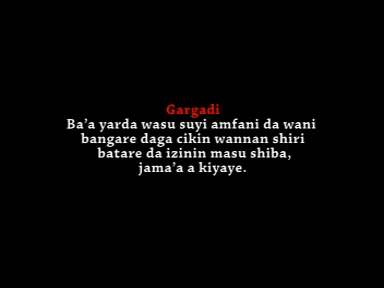 Gargadi
Ba'a yarda wasu suyi amfani da wani
bangare daga cikin wannan shiri
batare da izinin masu shiba,
jama'a a kiyaye.